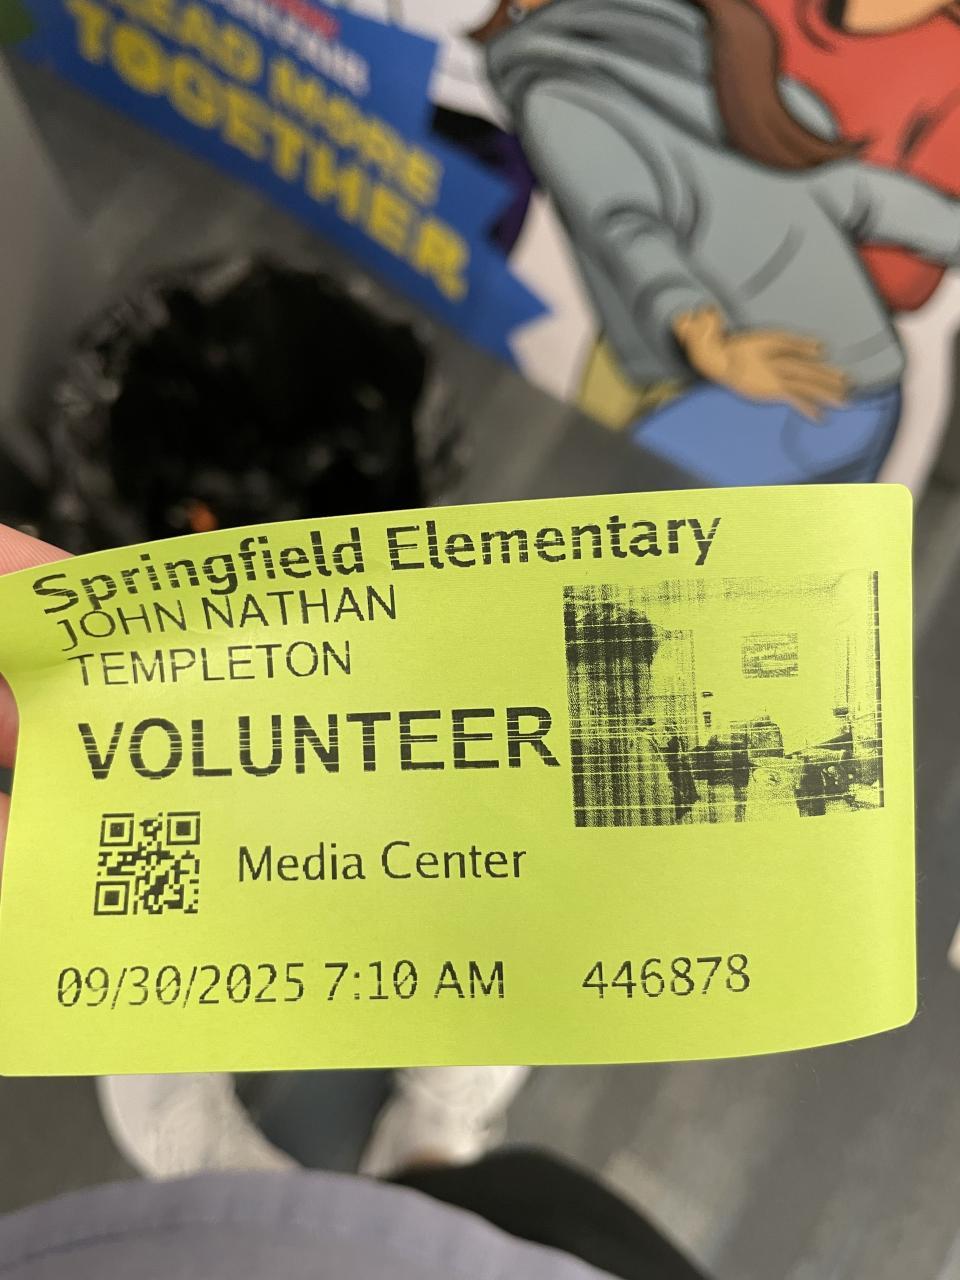 READ MORE
TOGETHER
Springfield Elementary
JOHN NATHAN
TEMPLETON
VOLUNTEER
Media Center
09/30/2025 7:10 AM 446878